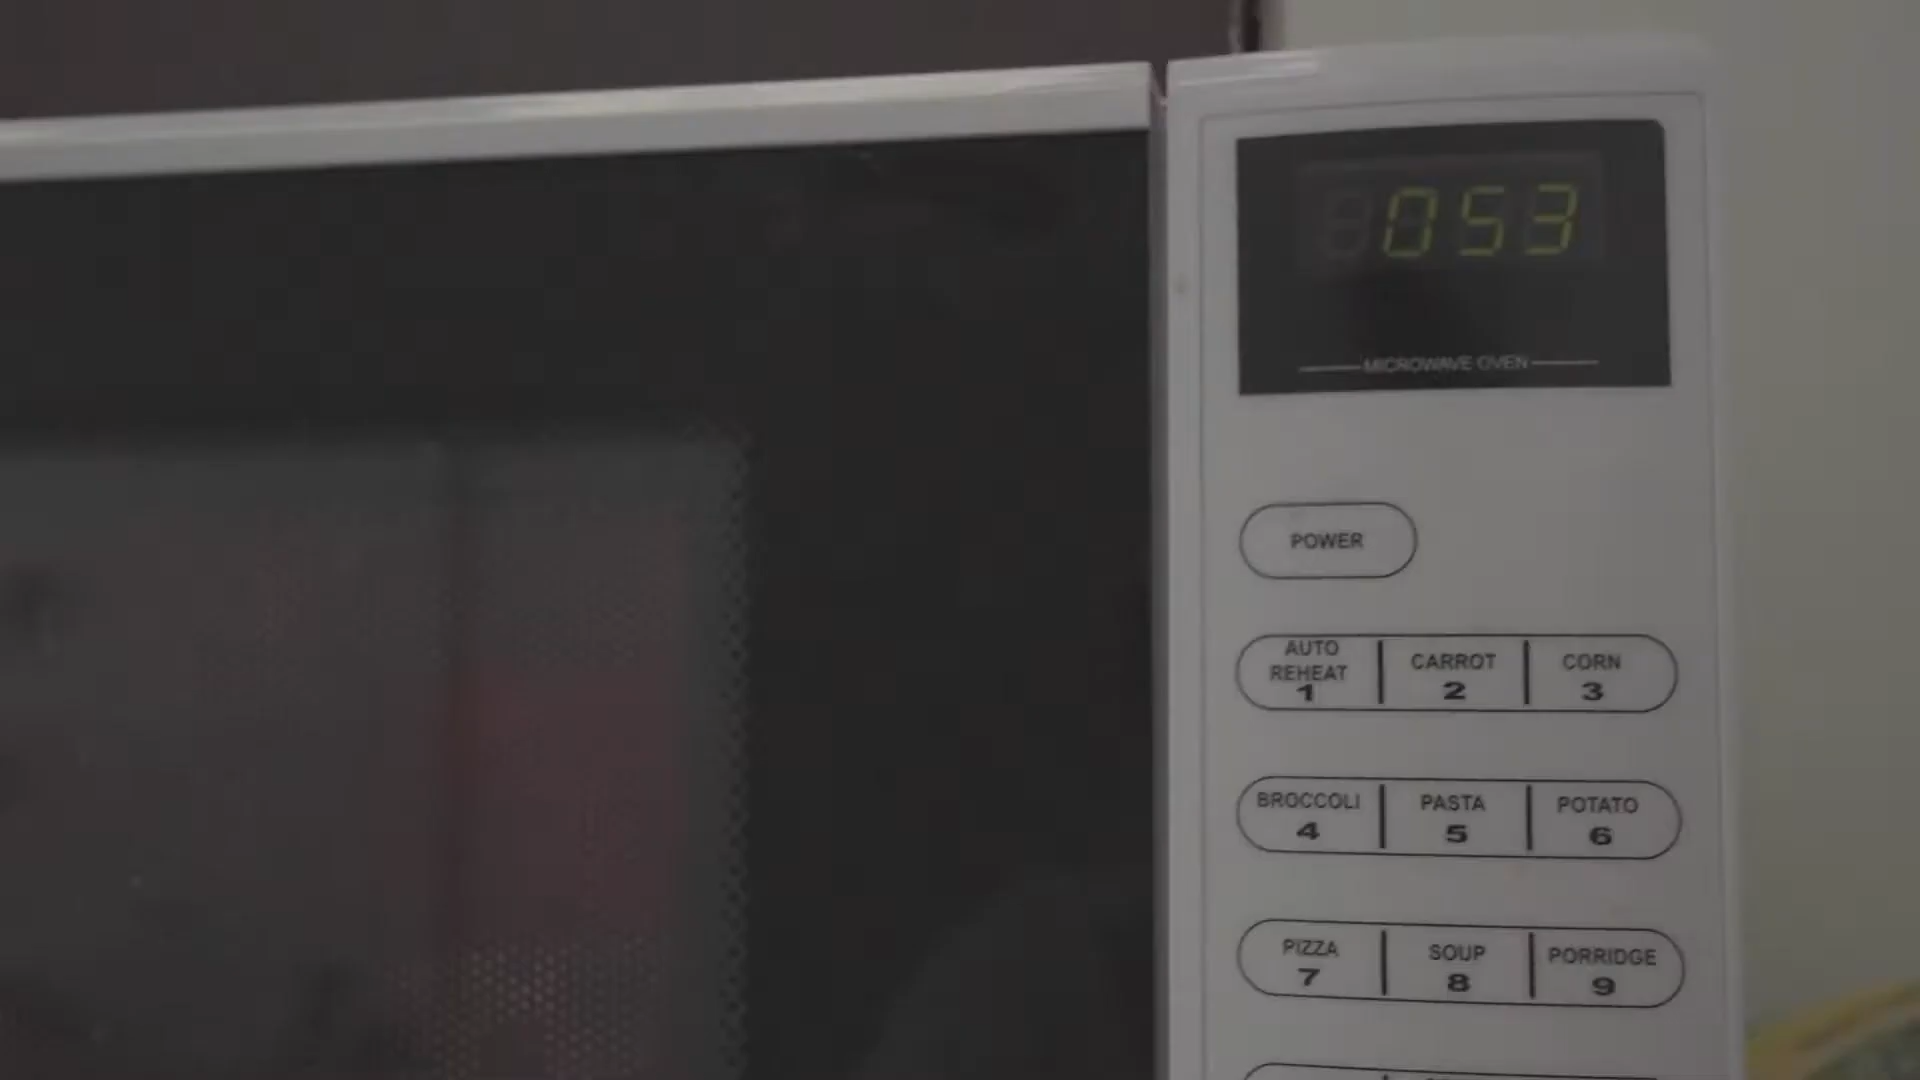 053
MICROWAVE OVEN
POWER
AUTO REHEAT 1
CARROT 2
CORN 3
BROCCOLI 4
PASTA 5
POTATO 6
PIZZA 7
SOUP 8
PORRIDGE 9